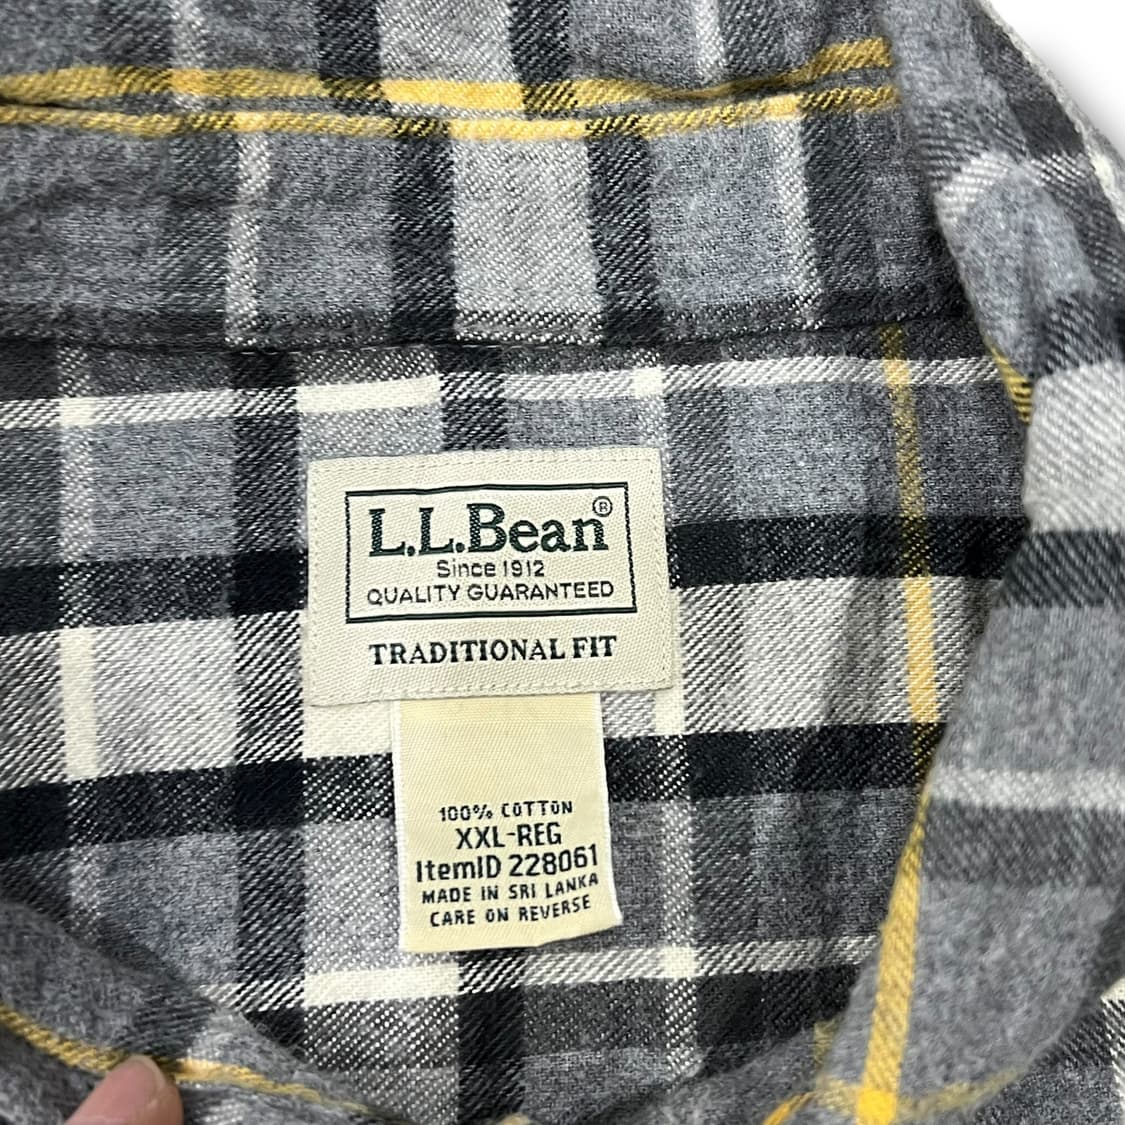 L.L.Bean®
Since 1912
QUALITY GUARANTEED
TRADITIONAL FIT
100% COTTON
XXL-REG
ItemID 228061
MADE IN SRI LANKA
CARE ON REVERSE